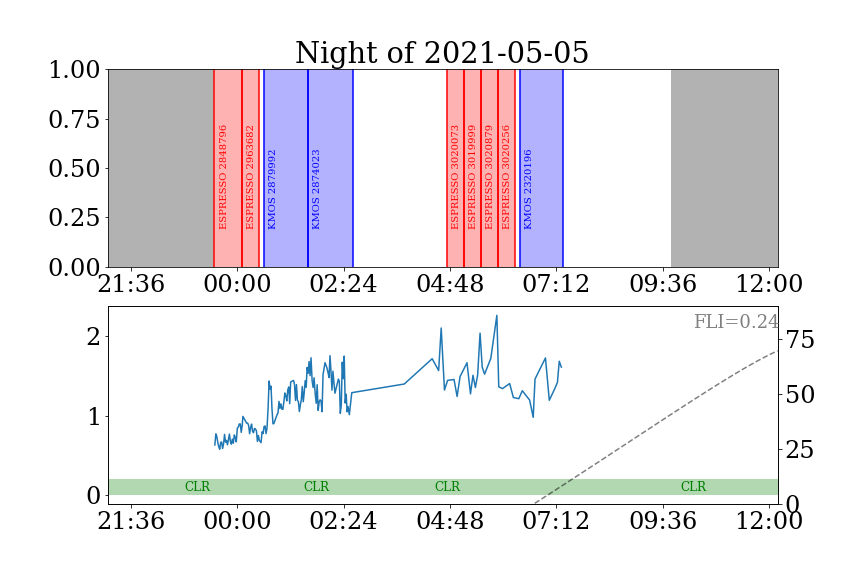 Night of 2021-05-05
1.00
0.75
0.50
0.25
0.00
ESPRESSO 2848796
ESPRESSO 2963682
KMOS 2879992
KMOS 2874023
ESPRESSO 3020073
ESPRESSO 3019999
ESPRESSO 3020879
ESPRESSO 3020256
KMOS 2320196
21:36 00:00 02:24 04:48 07:12 09:36 12:00
FLI=0.24
2
1
0
75
50
25
0
CLR CLR CLR CLR
21:36 00:00 02:24 04:48 07:12 09:36 12:00